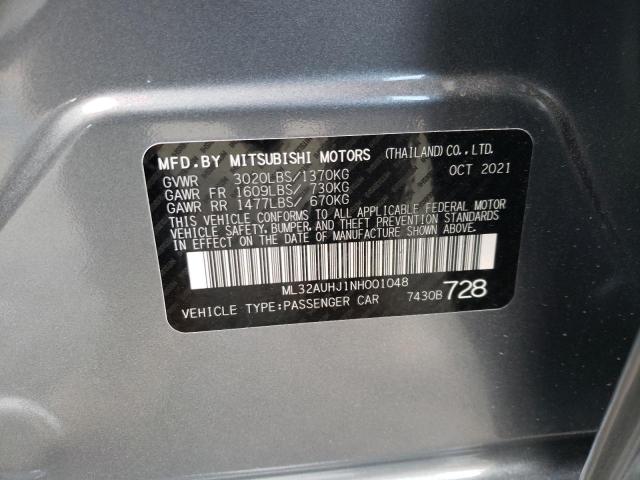 MFD.BY MITSUBISHI MOTORS (THAILAND)CO.,LTD.
GVWR 3020LBS/1370KG OCT 2021
GAWR FR 1609LBS/ 730KG
GAWR RR 1477LBS/ 670KG
THIS VEHICLE CONFORMS TO ALL APPLICABLE FEDERAL MOTOR
VEHICLE SAFETY,BUMPER,AND THEFT PREVENTION STANDARDS
IN EFFECT ON THE DATE OF MANUFACTURE SHOWN ABOVE.
ML32AUHJ1NH001048
VEHICLE TYPE:PASSENGER CAR 7430B 728